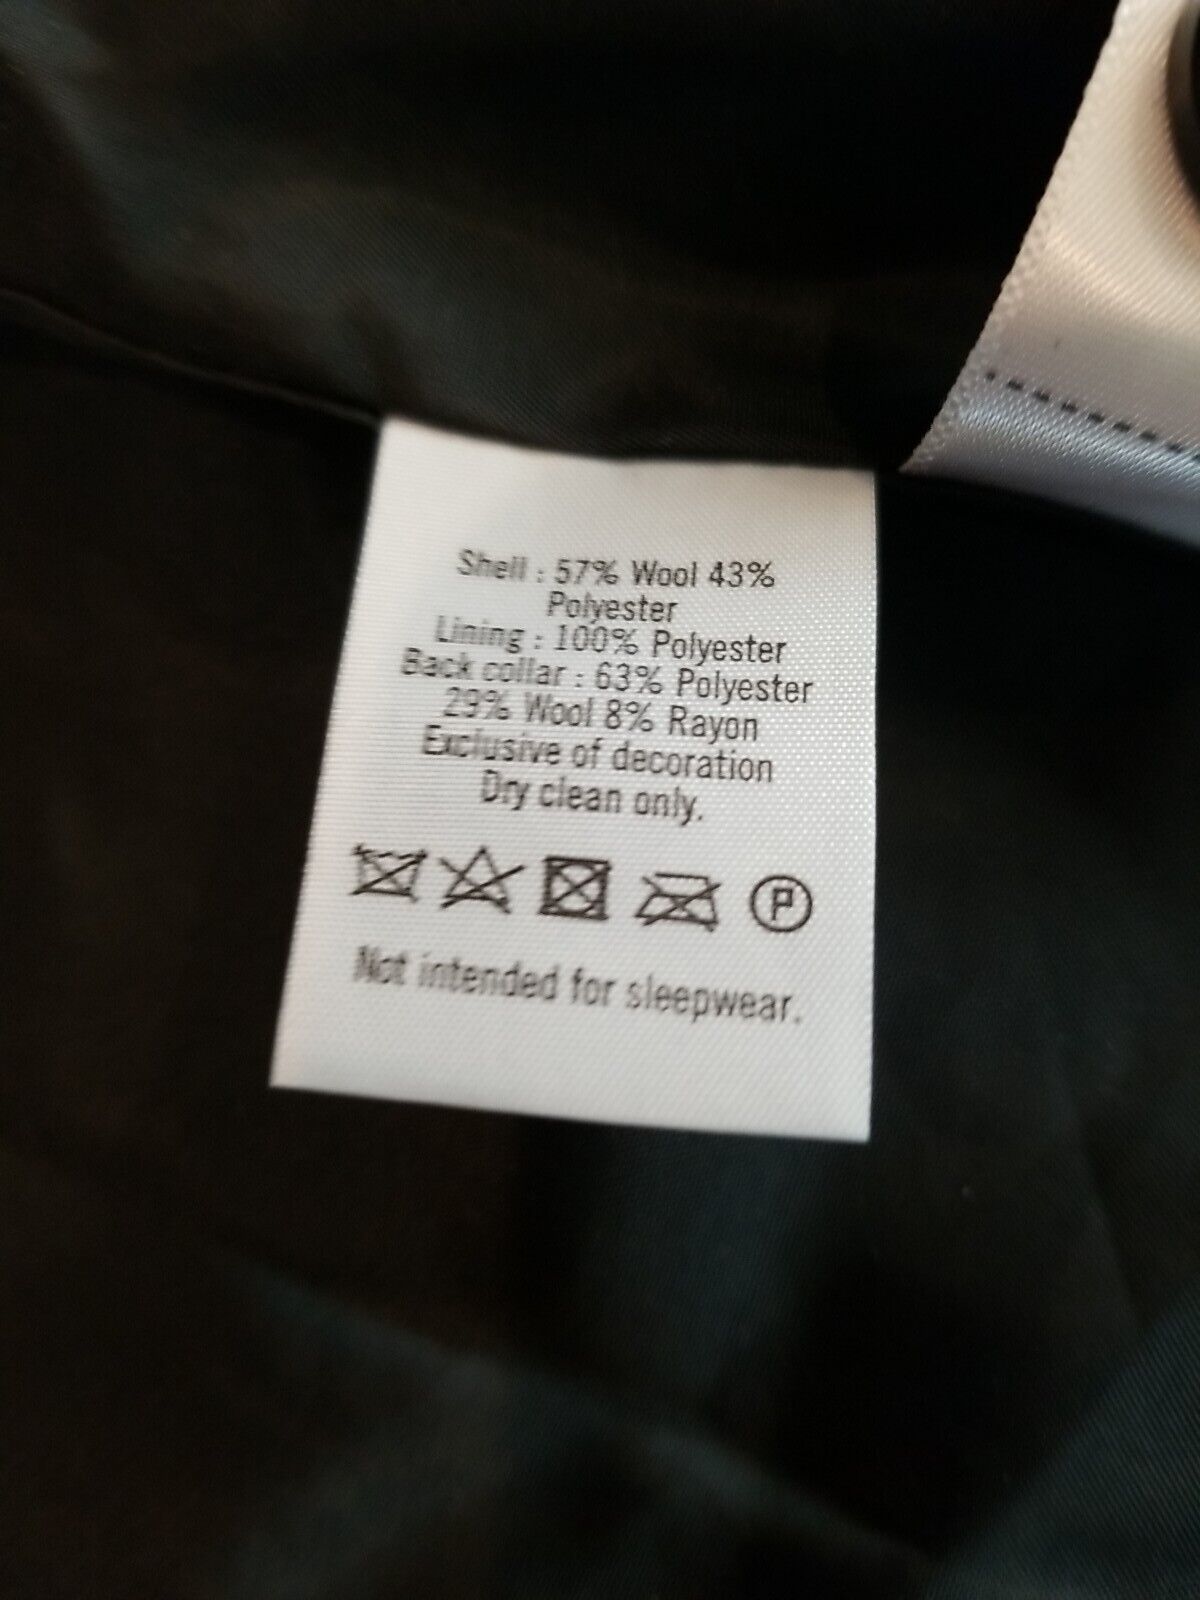 Shell : 57% Wool 43%
Polyester
Lining : 100% Polyester
Back collar : 63% Polyester
29% Wool 8% Rayon
Exclusive of decoration
Dry clean only.
P
Not intended for sleepwear.